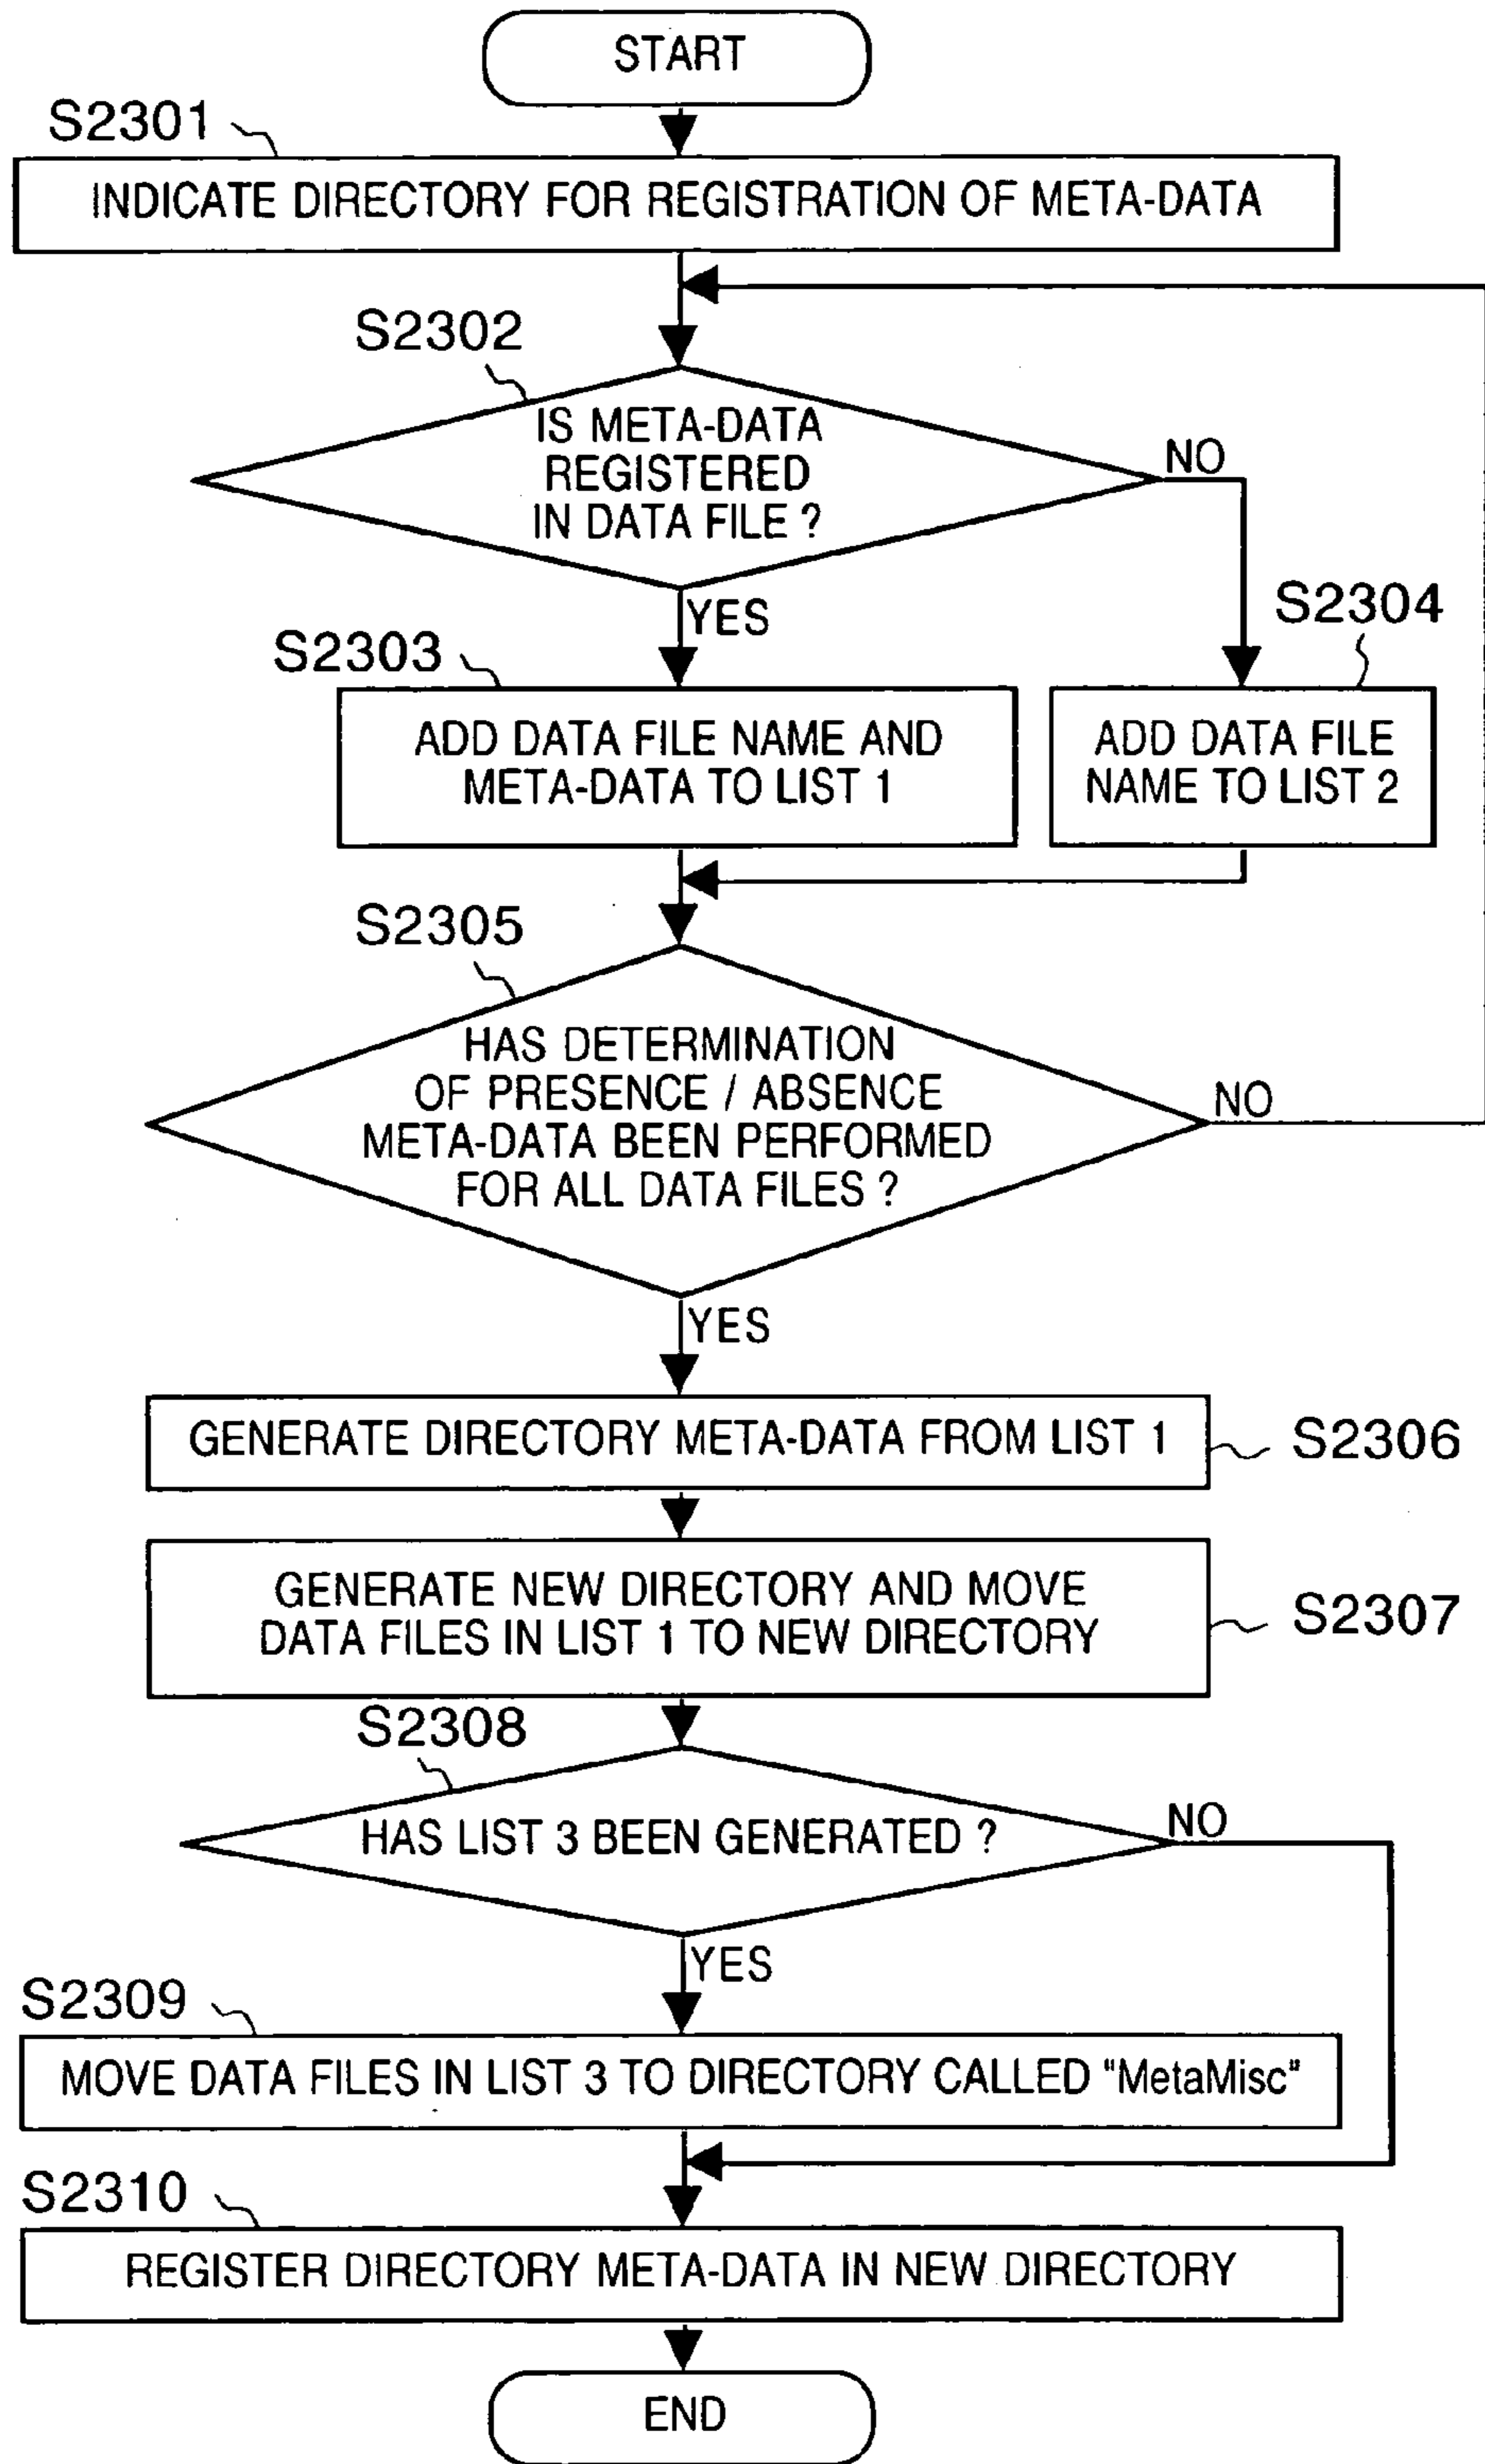 START
S2301
INDICATE DIRECTORY FOR REGISTRATION OF META-DATA
S2302
IS META-DATA
REGISTERED
IN DATA FILE ?
NO
YES
S2303
S2304
ADD DATA FILE NAME AND
META-DATA TO LIST 1
ADD DATA FILE
NAME TO LIST 2
S2305
HAS DETERMINATION
OF PRESENCE / ABSENCE
META-DATA BEEN PERFORMED
FOR ALL DATA FILES ?
NO
YES
GENERATE DIRECTORY META-DATA FROM LIST 1
S2306
GENERATE NEW DIRECTORY AND MOVE
DATA FILES IN LIST 1 TO NEW DIRECTORY
S2307
S2308
HAS LIST 3 BEEN GENERATED ?
NO
YES
S2309
MOVE DATA FILES IN LIST 3 TO DIRECTORY CALLED "MetaMisc"
S2310
REGISTER DIRECTORY META-DATA IN NEW DIRECTORY
END